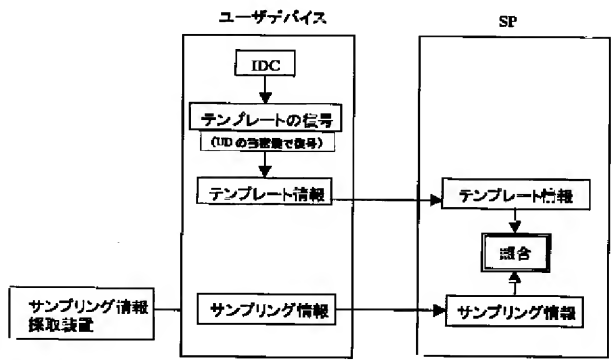 ユーザデバイス
SP
IDC
テンプレートの復号
(UDの秘密鍵で復号)
テンプレート情報
テンプレート情報
照合
サンプリング情報
採取装置
サンプリング情報
サンプリング情報